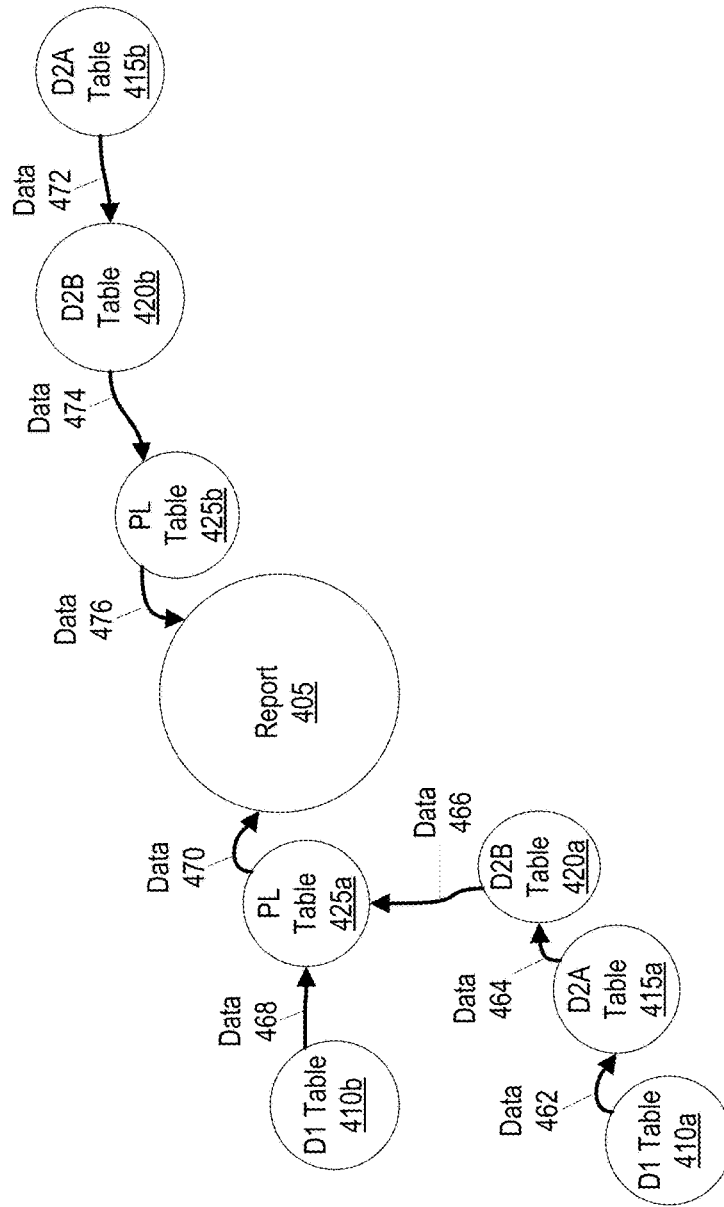 D1 Table
410a
Data
462
D2A
Table
415a
Data
464
D2B
Table
420a
Data
466
D1 Table
410b
Data
468
PL
Table
425a
Data
470
Report
405
Data
476
PL
Table
425b
Data
474
D2B
Table
420b
Data
472
D2A
Table
415b